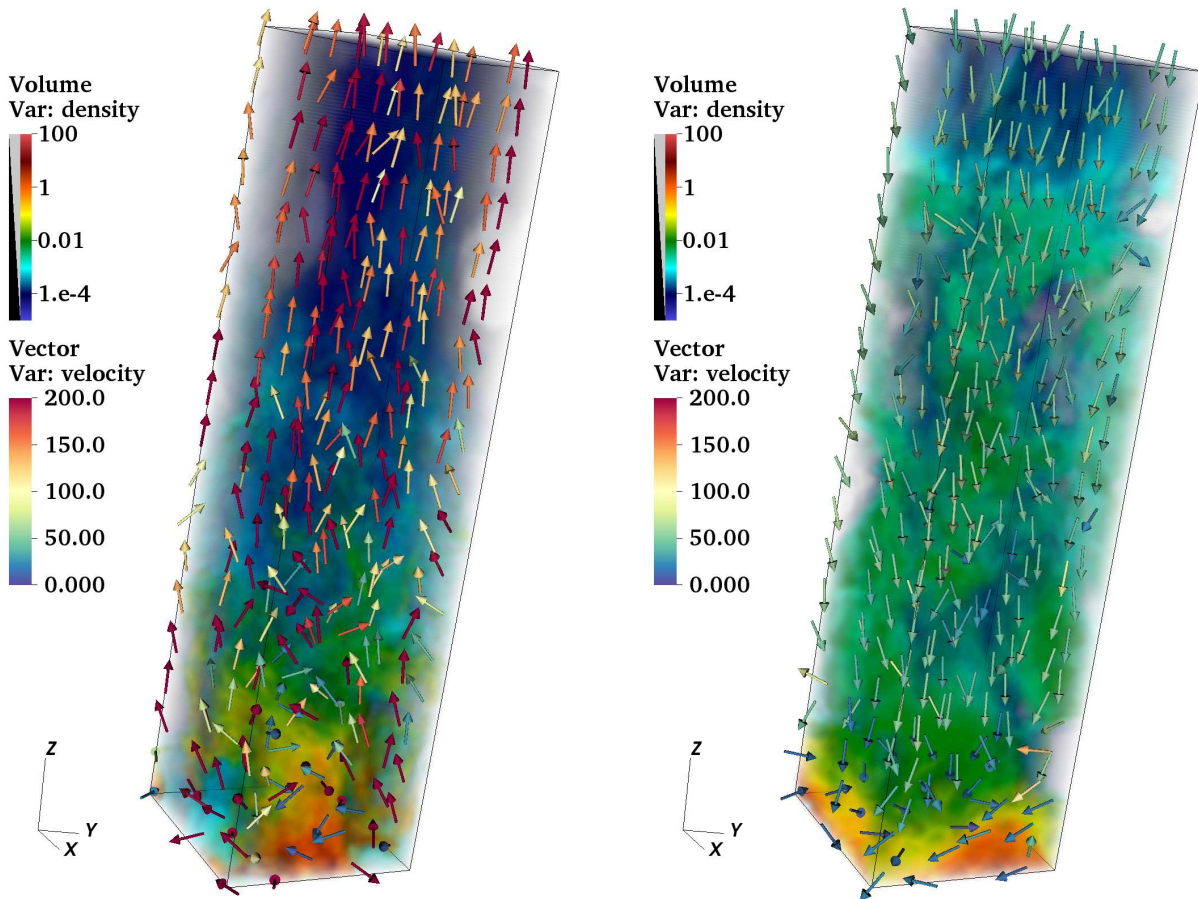 Volume
Var: density
100
1
0.01
1.e-4
Vector
Var: velocity
200.0
150.0
100.0
50.00
0.000
Z
Y
X
Volume
Var: density
100
1
0.01
1.e-4
Vector
Var: velocity
200.0
150.0
100.0
50.00
0.000
Z
Y
X